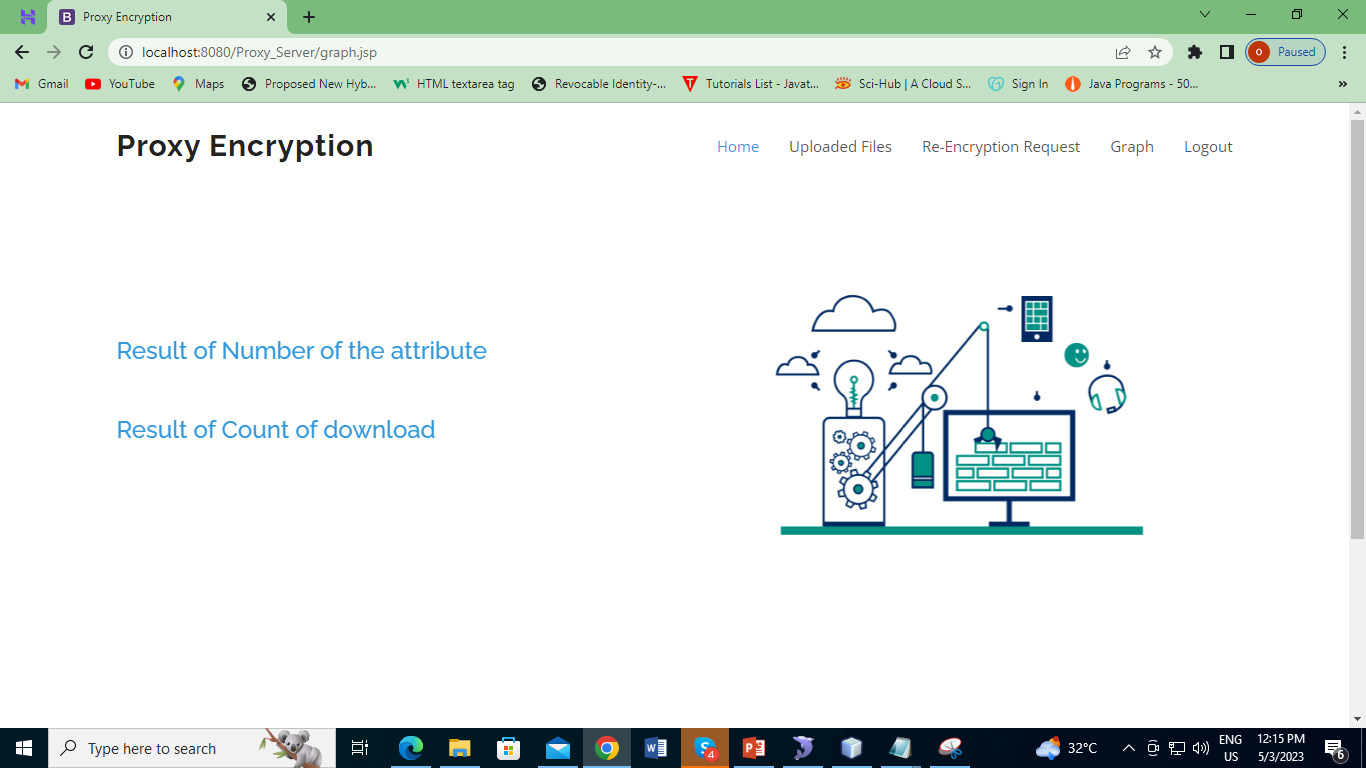 Proxy Encryption
localhost:8080/Proxy_Server/graph.jsp
O Paused
Gmail YouTube Maps Proposed New Hyb... HTML textarea tag Revocable Identity-... Tutorials List - Javat... Sci-Hub | A Cloud S... Sign In Java Programs - 50... »
Proxy Encryption
Home Uploaded Files Re-Encryption Request Graph Logout
Result of Number of the attribute
Result of Count of download
Type here to search
4
32°C
ENG
US
12:15 PM
5/3/2023
6